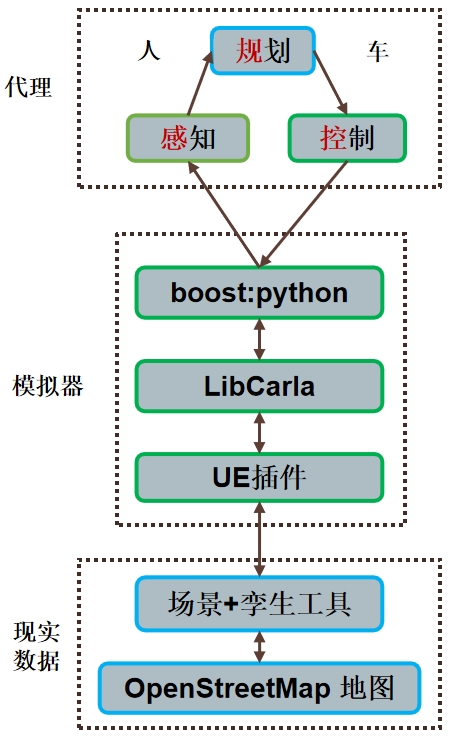 人
规划
车
代理
感知
控制
boost:python
模拟器
LibCarla
UE插件
场景+孪生工具
现实
数据
OpenStreetMap 地图